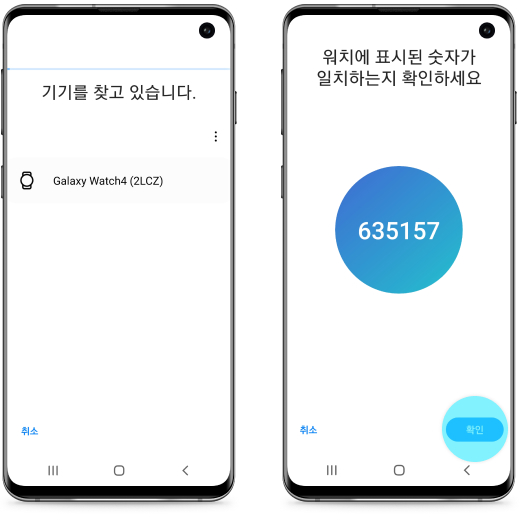 기기를 찾고 있습니다.
Galaxy Watch4 (2LCZ)
취소
워치에 표시된 숫자가
일치하는지 확인하세요
635157
취소
확인